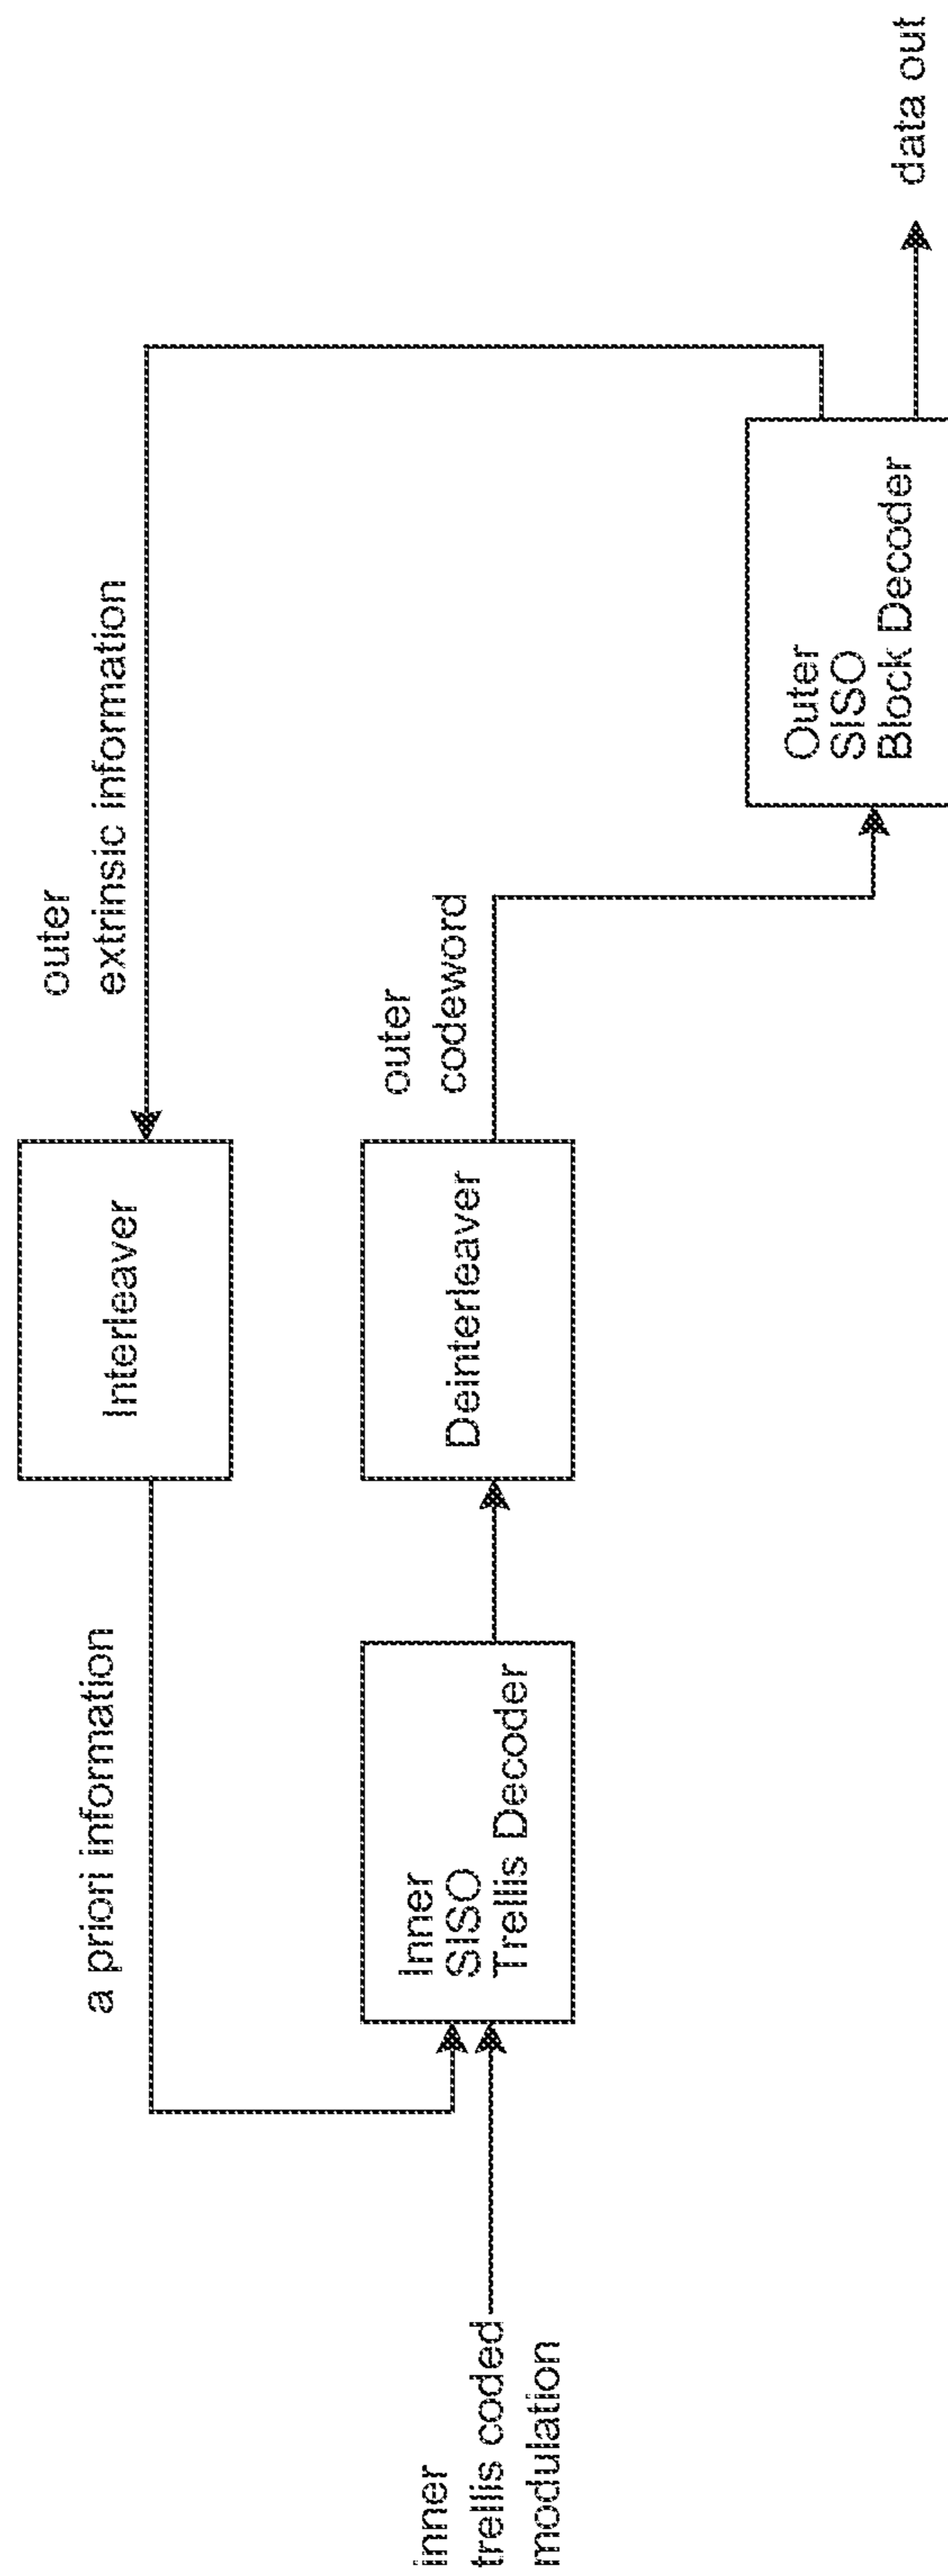 outer
extrinsic information
Interleaver
a priori information
outer
codeword
Deinterleaver
Inner
SISO
Trellis Decoder
inner
trellis coded
modulation
Outer
SISO
Block Decoder
data out